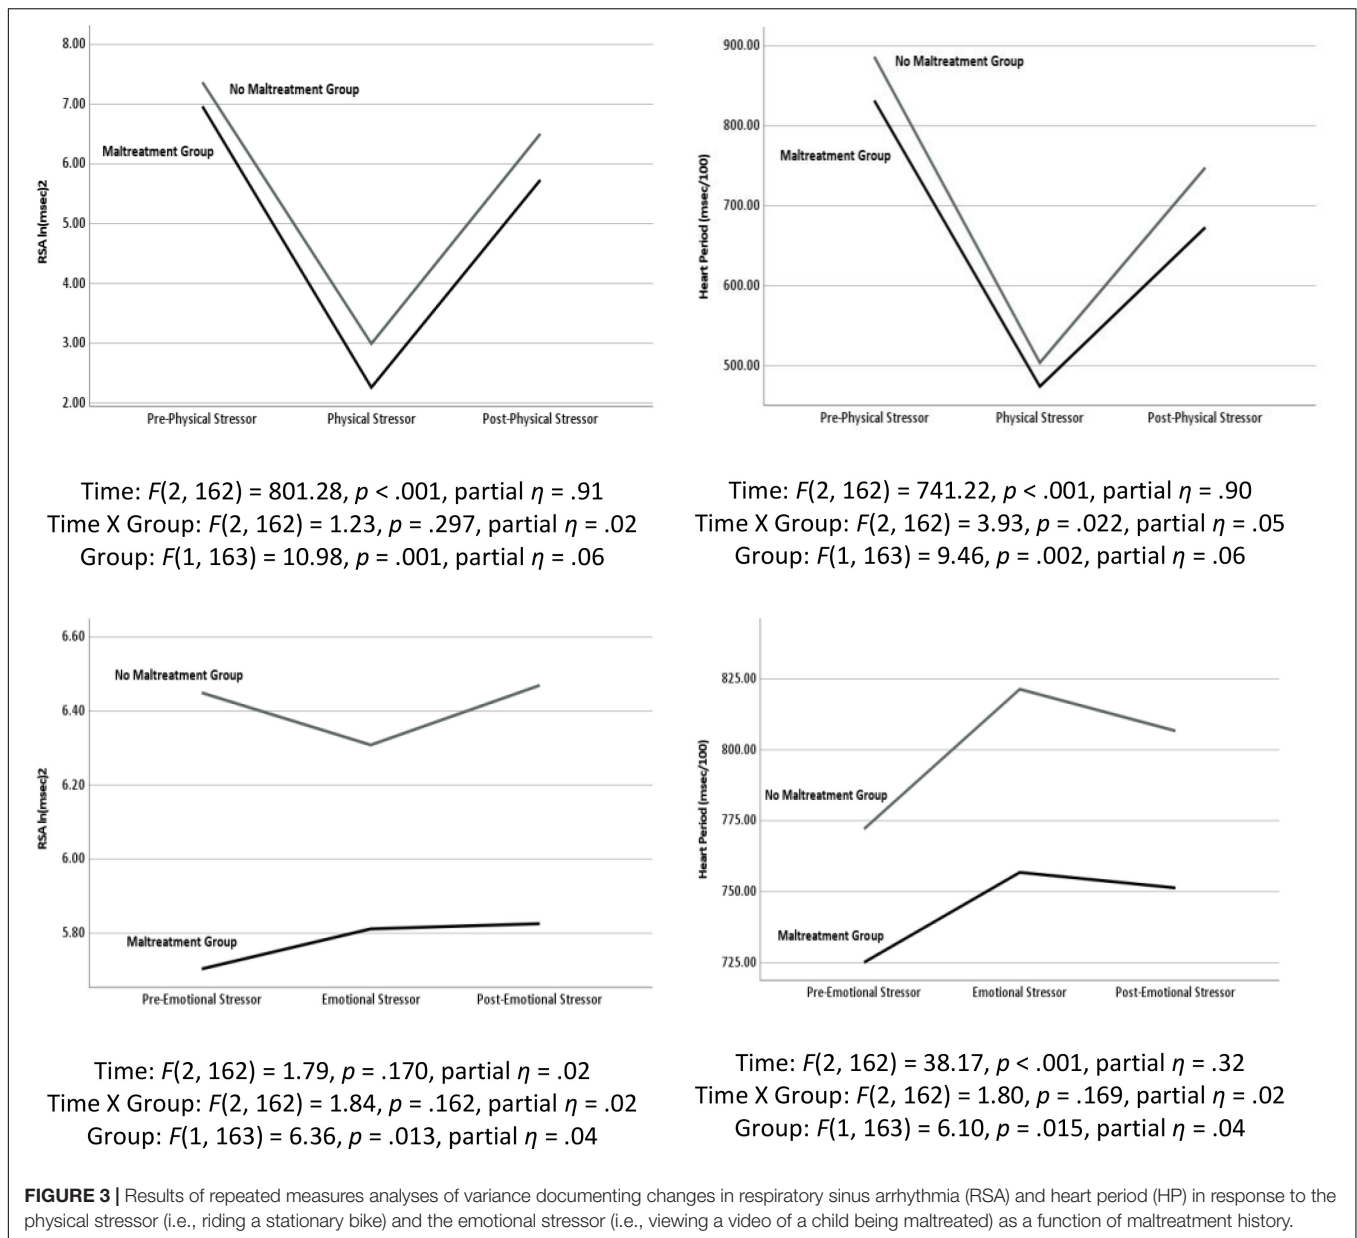 8.00
7.00
6.00
5.00
4.00
3.00
2.00
RSA ln(msec)2
No Maltreatment Group
Maltreatment Group
Pre-Physical Stressor Physical Stressor Post-Physical Stressor
Time: F(2, 162) = 801.28, p < .001, partial η = .91
Time X Group: F(2, 162) = 1.23, p = .297, partial η = .02
Group: F(1, 163) = 10.98, p = .001, partial η = .06
900.00
800.00
700.00
600.00
500.00
Heart Period (msec/100)
No Maltreatment Group
Maltreatment Group
Pre-Physical Stressor Physical Stressor Post-Physical Stressor
Time: F(2, 162) = 741.22, p < .001, partial η = .90
Time X Group: F(2, 162) = 3.93, p = .022, partial η = .05
Group: F(1, 163) = 9.46, p = .002, partial η = .06
6.60
6.40
6.20
6.00
5.80
RSA ln(msec)2
No Maltreatment Group
Maltreatment Group
Pre-Emotional Stressor Emotional Stressor Post-Emotional Stressor
Time: F(2, 162) = 1.79, p = .170, partial η = .02
Time X Group: F(2, 162) = 1.84, p = .162, partial η = .02
Group: F(1, 163) = 6.36, p = .013, partial η = .04
825.00
800.00
775.00
750.00
725.00
Heart Period (msec/100)
No Maltreatment Group
Maltreatment Group
Pre-Emotional Stressor Emotional Stressor Post-Emotional Stressor
Time: F(2, 162) = 38.17, p < .001, partial η = .32
Time X Group: F(2, 162) = 1.80, p = .169, partial η = .02
Group: F(1, 163) = 6.10, p = .015, partial η = .04
FIGURE 3 | Results of repeated measures analyses of variance documenting changes in respiratory sinus arrhythmia (RSA) and heart period (HP) in response to the
physical stressor (i.e., riding a stationary bike) and the emotional stressor (i.e., viewing a video of a child being maltreated) as a function of maltreatment history.